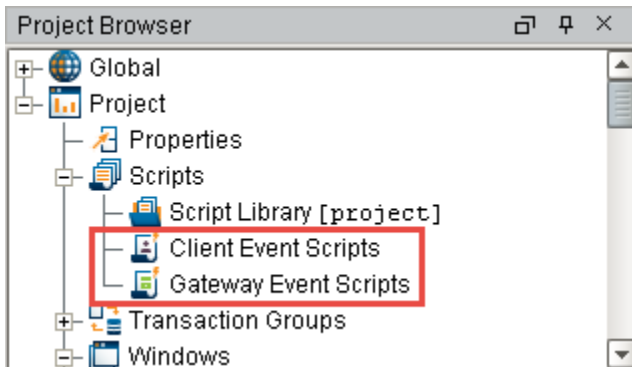 Project Browser
Global
Project
Properties
Scripts
Script Library [project]
Client Event Scripts
Gateway Event Scripts
Transaction Groups
Windows